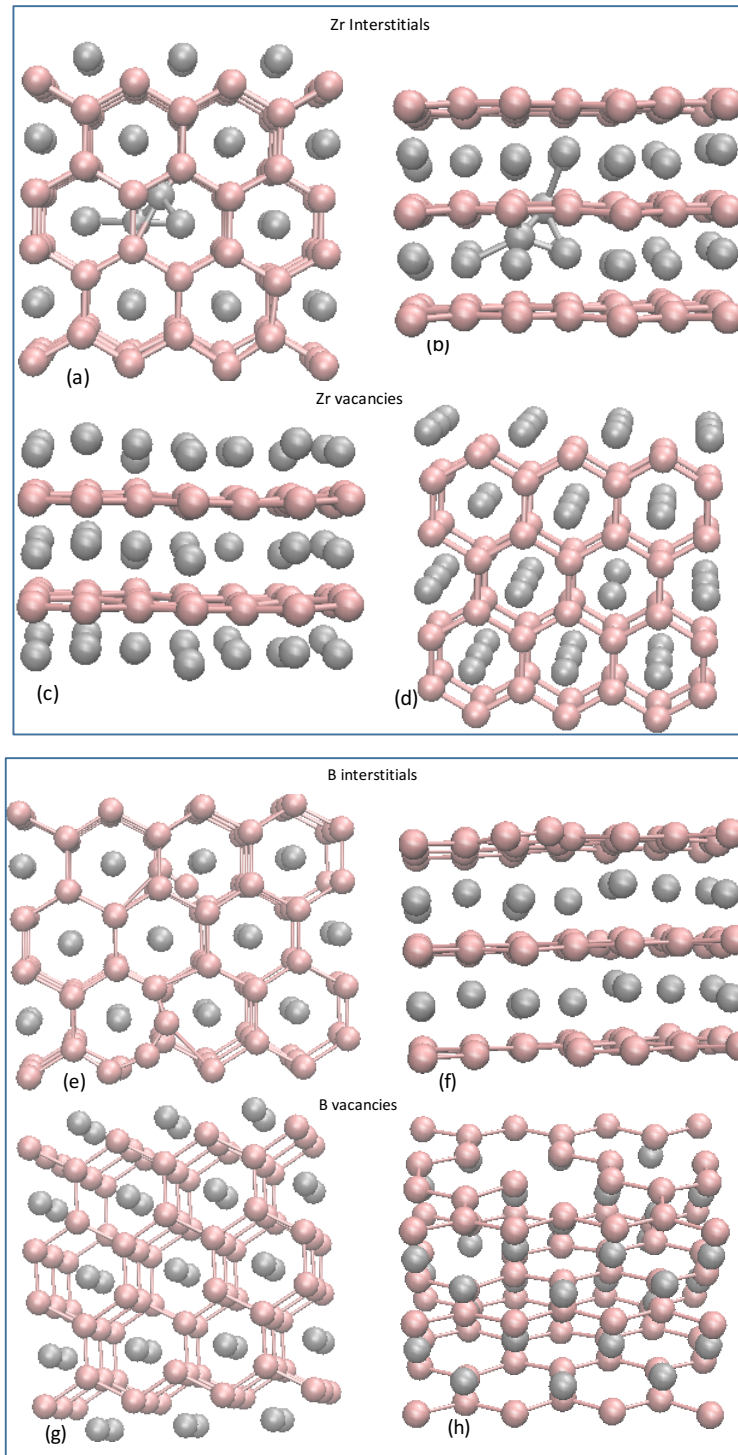 Zr Interstitials
(a)
(b)
Zr vacancies
(c)
(d)
B interstitials
(e)
(f)
B vacancies
(g)
(h)